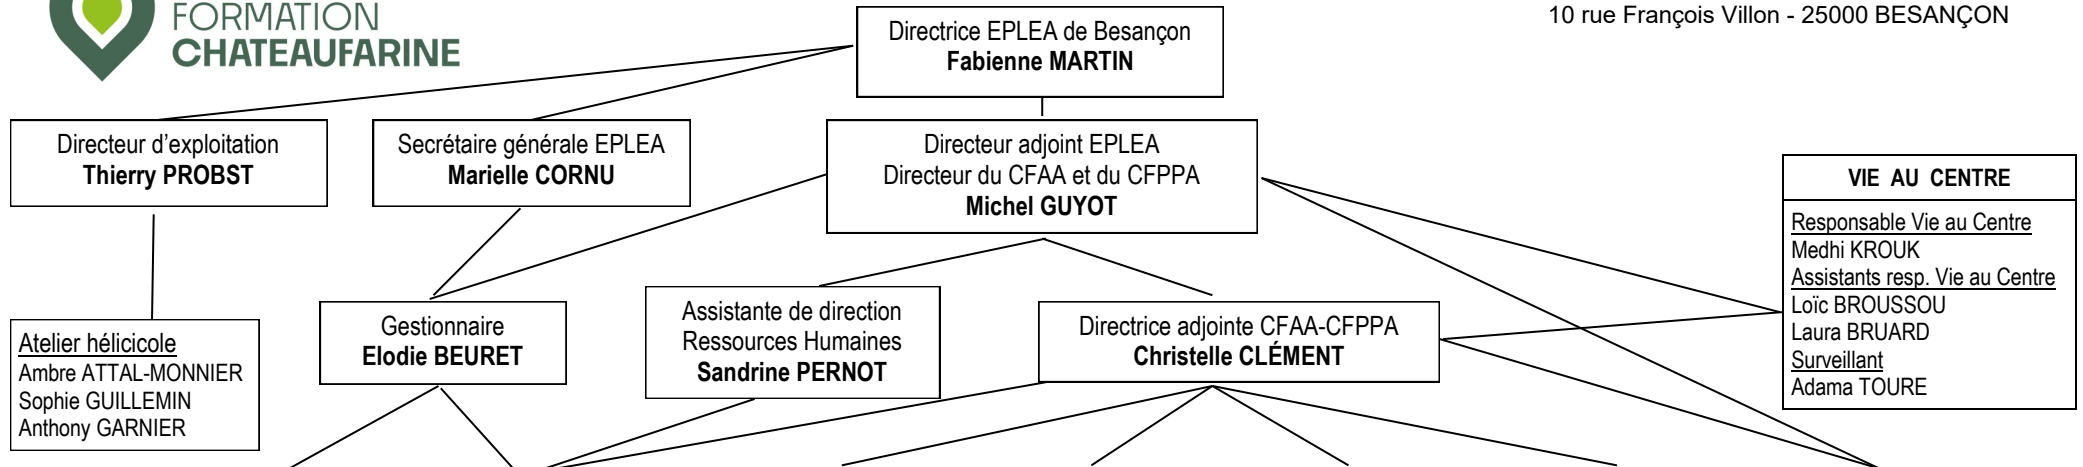 FORMATION
CHATEAUFARINE
10 rue François Villon - 25000 BESANÇON
Directrice EPLEA de Besançon
Fabienne MARTIN
Directeur d'exploitation
Thierry PROBST
Secrétaire générale EPLEA
Marielle CORNU
Directeur adjoint EPLEA
Directeur du CFAA et du CFPPA
Michel GUYOT
VIE AU CENTRE
Responsable Vie au Centre
Medhi KROUK
Assistants resp. Vie au Centre
Loïc BROUSSOU
Laura BRUARD
Surveillant
Adama TOURE
Atelier hélicicole
Ambre ATTAL-MONNIER
Sophie GUILLEMIN
Anthony GARNIER
Gestionnaire
Elodie BEURET
Assistante de direction
Ressources Humaines
Sandrine PERNOT
Directrice adjointe CFAA-CFPPA
Christelle CLÉMENT